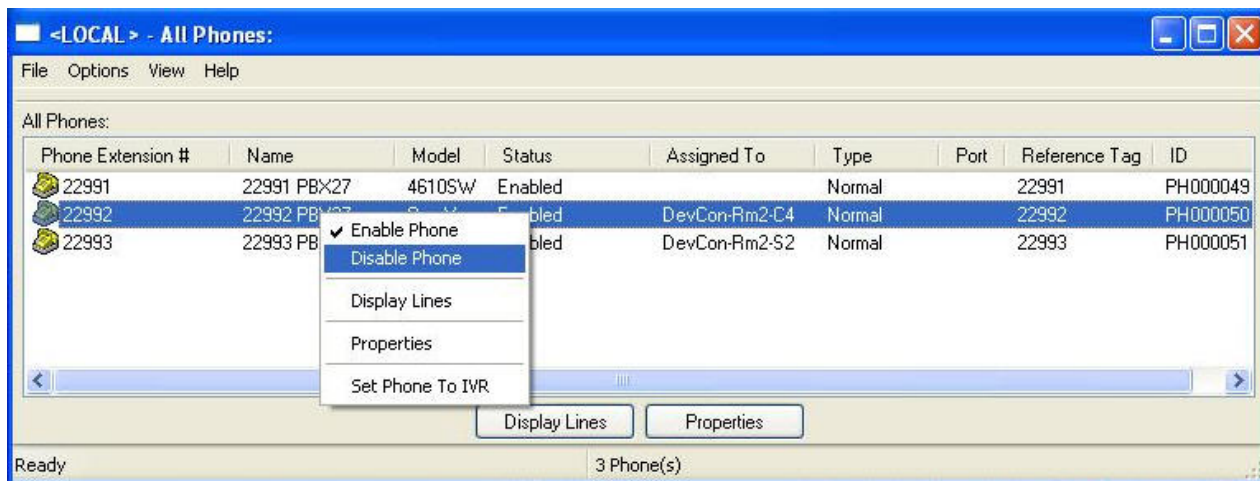 <LOCAL> - All Phones:
File Options View Help
All Phones:
Phone Extension # Name Model Status Assigned To Type Port Reference Tag ID
22991 22991 PBX27 4610SW Enabled Normal 22991 PH000049
22992 22992 DevCon-Rm2-C4 Normal 22992 PH000050
22993 22993 DevCon-Rm2-S2 Normal 22993 PH000051
Enable Phone
Disable Phone
Display Lines
Properties
Set Phone To IVR
Display Lines Properties
Ready 3 Phone(s)